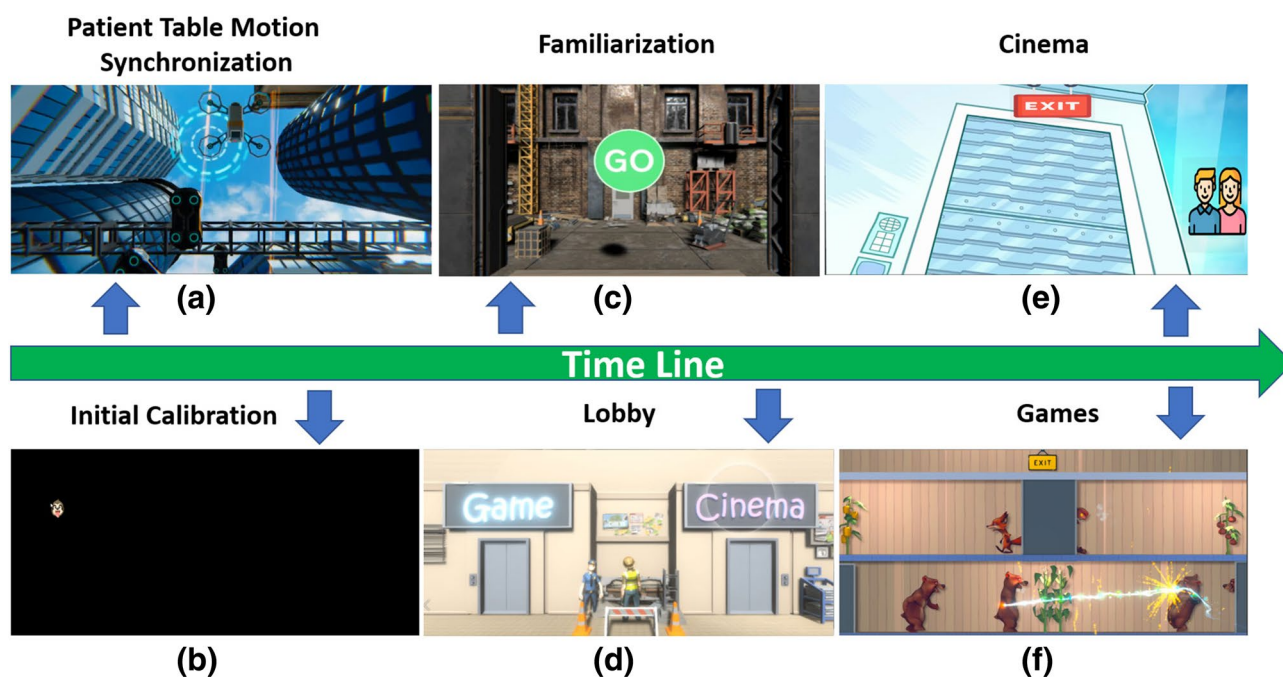 Patient Table Motion
Synchronization
Familiarization
Cinema
GO
EXIT
(a)
(c)
(e)
Time Line
Initial Calibration
Lobby
Games
Game
Cinema
EXIT
(b)
(d)
(f)